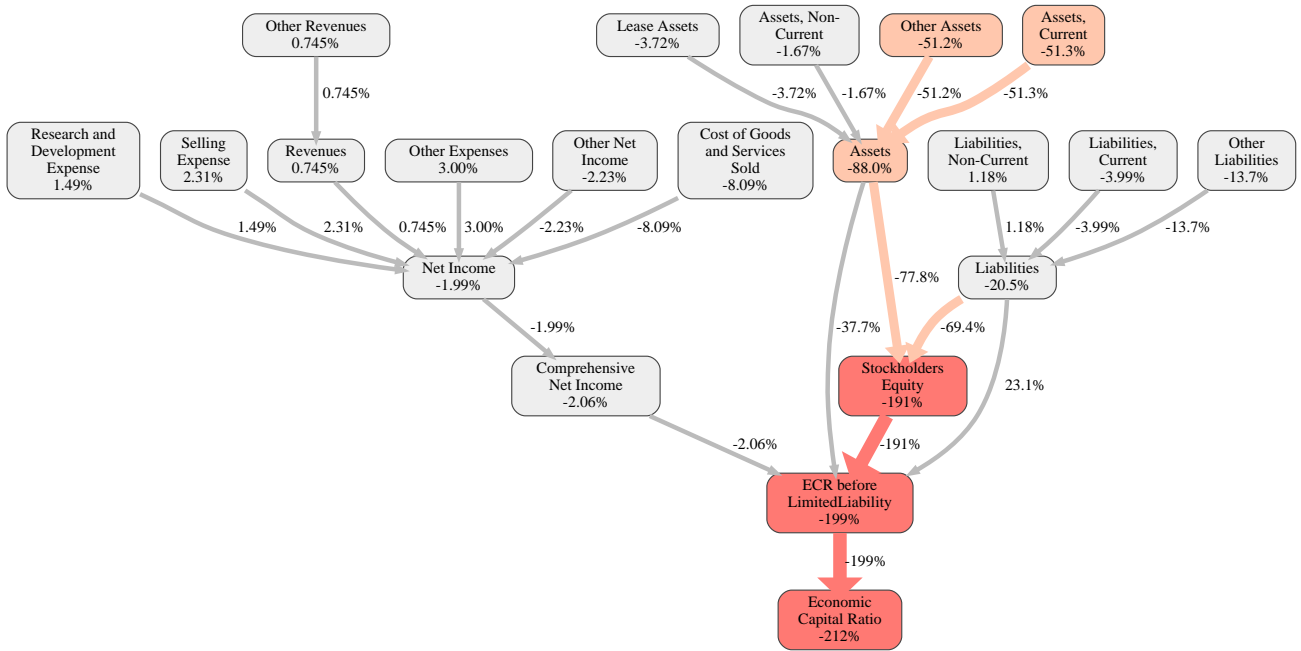 Other Revenues
0.745%
Lease Assets
-3.72%
Assets, Non-
Current
-1.67%
Other Assets
-51.2%
Assets,
Current
-51.3%
0.745%
-3.72%
-1.67%
-51.2%
-51.3%
Research and
Development
Expense
1.49%
Selling
Expense
2.31%
Revenues
0.745%
Other Expenses
3.00%
Other Net
Income
-2.23%
Cost of Goods
and Services
Sold
-8.09%
Assets
-88.0%
Liabilities,
Non-Current
1.18%
Liabilities,
Current
-3.99%
Other
Liabilities
-13.7%
1.49%
2.31%
0.745%
3.00%
-2.23%
-8.09%
1.18%
-3.99%
-13.7%
Net Income
-1.99%
-77.8%
Liabilities
-20.5%
-1.99%
-37.7%
-69.4%
Comprehensive
Net Income
-2.06%
Stockholders
Equity
-191%
23.1%
-2.06%
-191%
ECR before
LimitedLiability
-199%
-199%
Economic
Capital Ratio
-212%